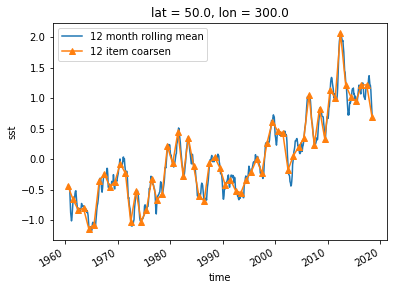 lat = 50.0, lon = 300.0
12 month rolling mean
12 item coarsen
2.0
1.5
1.0
0.5
0.0
−0.5
−1.0
sst
1960
1970
1980
1990
2000
2010
2020
time